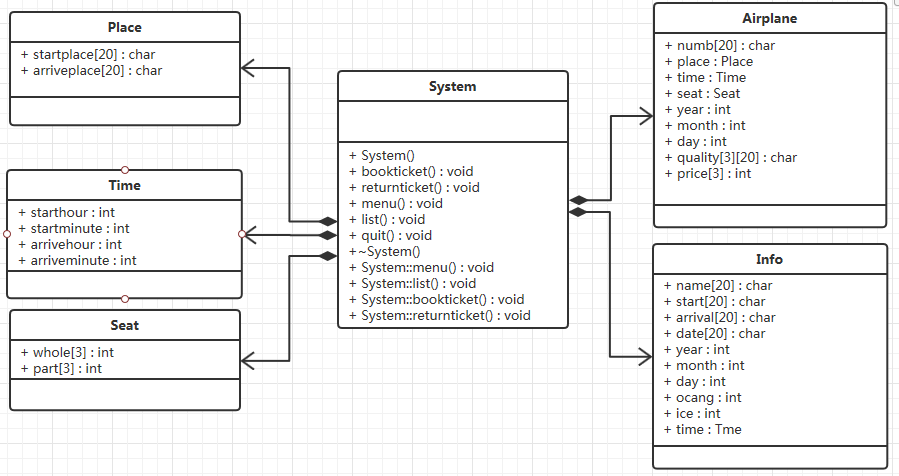 Place
+ startplace[20] : char
+ arriveplace[20] : char
Time
+ starthour : int
+ startminute : int
+ arrivehour : int
+ arriveminute : int
Seat
+ whole[3] : int
+ part[3] : int
System
+ System()
+ bookticket() : void
+ returnticket() : void
+ menu() : void
+ list() : void
+ quit() : void
+~System()
+ System::menu() : void
+ System::list() : void
+ System::bookticket() : void
+ System::returnticket() : void
Airplane
+ numb[20] : char
+ place : Place
+ time : Time
+ seat : Seat
+ year : int
+ month : int
+ day : int
+ quality[3][20] : char
+ price[3] : int
Info
+ name[20] : char
+ start[20] : char
+ arrival[20] : char
+ date[20] : char
+ year : int
+ month : int
+ day : int
+ ocang : int
+ ice : int
+ time : Tme